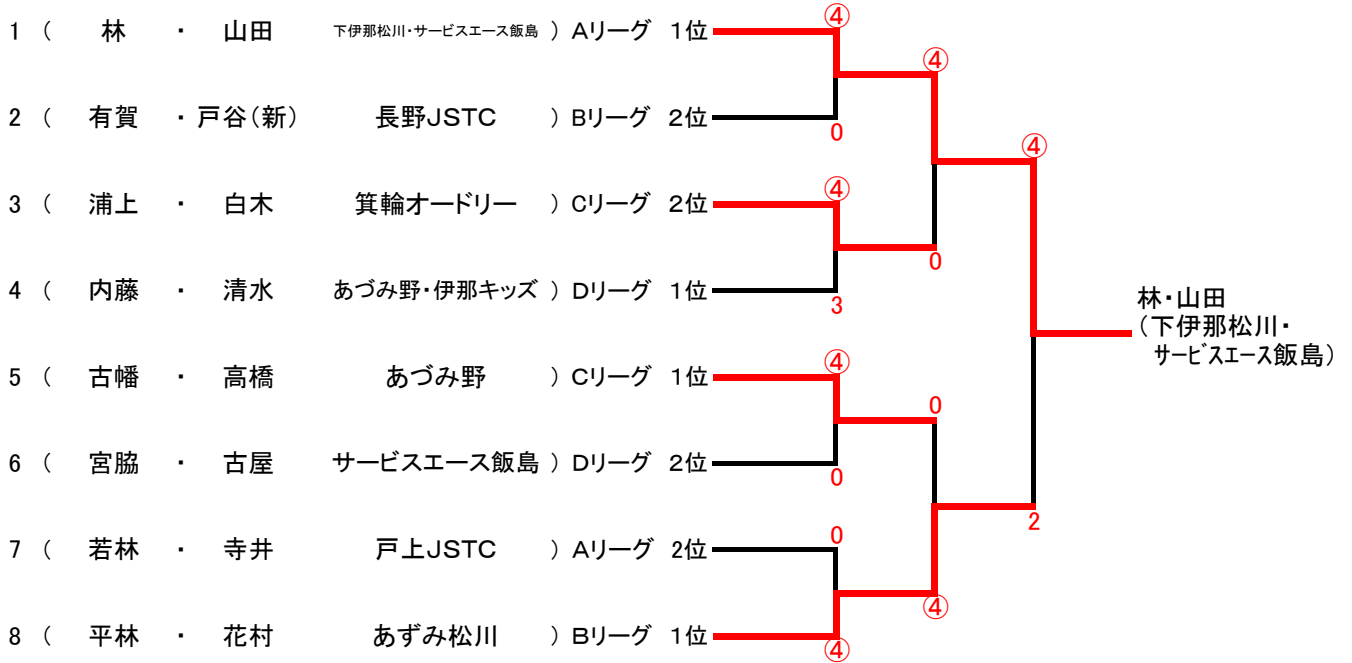 1 ( 林 ・ 山田 下伊那松川・サービスエース飯島 ) Aリーグ 1位
④
④
2 ( 有賀 ・ 戸谷(新) 長野JSTC ) Bリーグ 2位
0
④
3 ( 浦上 ・ 白木 箕輪オードリー ) Cリーグ 2位
④
0
4 ( 内藤 ・ 清水 あづみ野・伊那キッズ ) Dリーグ 1位
3
林・山田
(下伊那松川・
サービスエース飯島)
5 ( 古幡 ・ 高橋 あづみ野 ) Cリーグ 1位
④
0
6 ( 宮脇 ・ 古屋 サービスエース飯島 ) Dリーグ 2位
0
2
7 ( 若林 ・ 寺井 戸上JSTC ) Aリーグ 2位
0
④
8 ( 平林 ・ 花村 あずみ松川 ) Bリーグ 1位
④